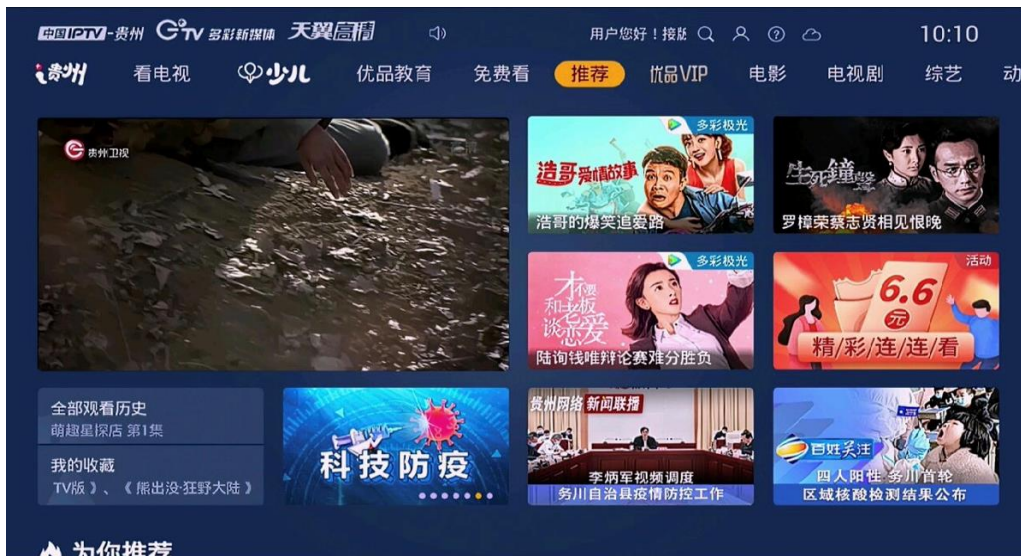 中国IPTV-贵州 GTV 多彩新媒体 天翼高清
用户您好！接
10:10
i贵州
看电视
少儿
优品教育
免费看
推荐
优品VIP
电影
电视剧
综艺
动
贵州卫视
多彩极光
浩哥爱情故事
浩哥的爆笑追爱路
生死钟声
罗樟荣蔡志贤相见恨晚
多彩极光
才不要
和老板
谈恋爱
陆询钱唯辩论赛难分胜负
活动
6.6
元
精/彩/连/连/看
全部观看历史
萌趣星探店 第1集
我的收藏
TV版 》、《 熊出没·狂野大陆 》
科技防疫
贵州网络 新闻联播
李炳军视频调度
务川自治县疫情防控工作
百姓关注
四人阳性 务川首轮
区域核酸检测结果公布
为你推荐